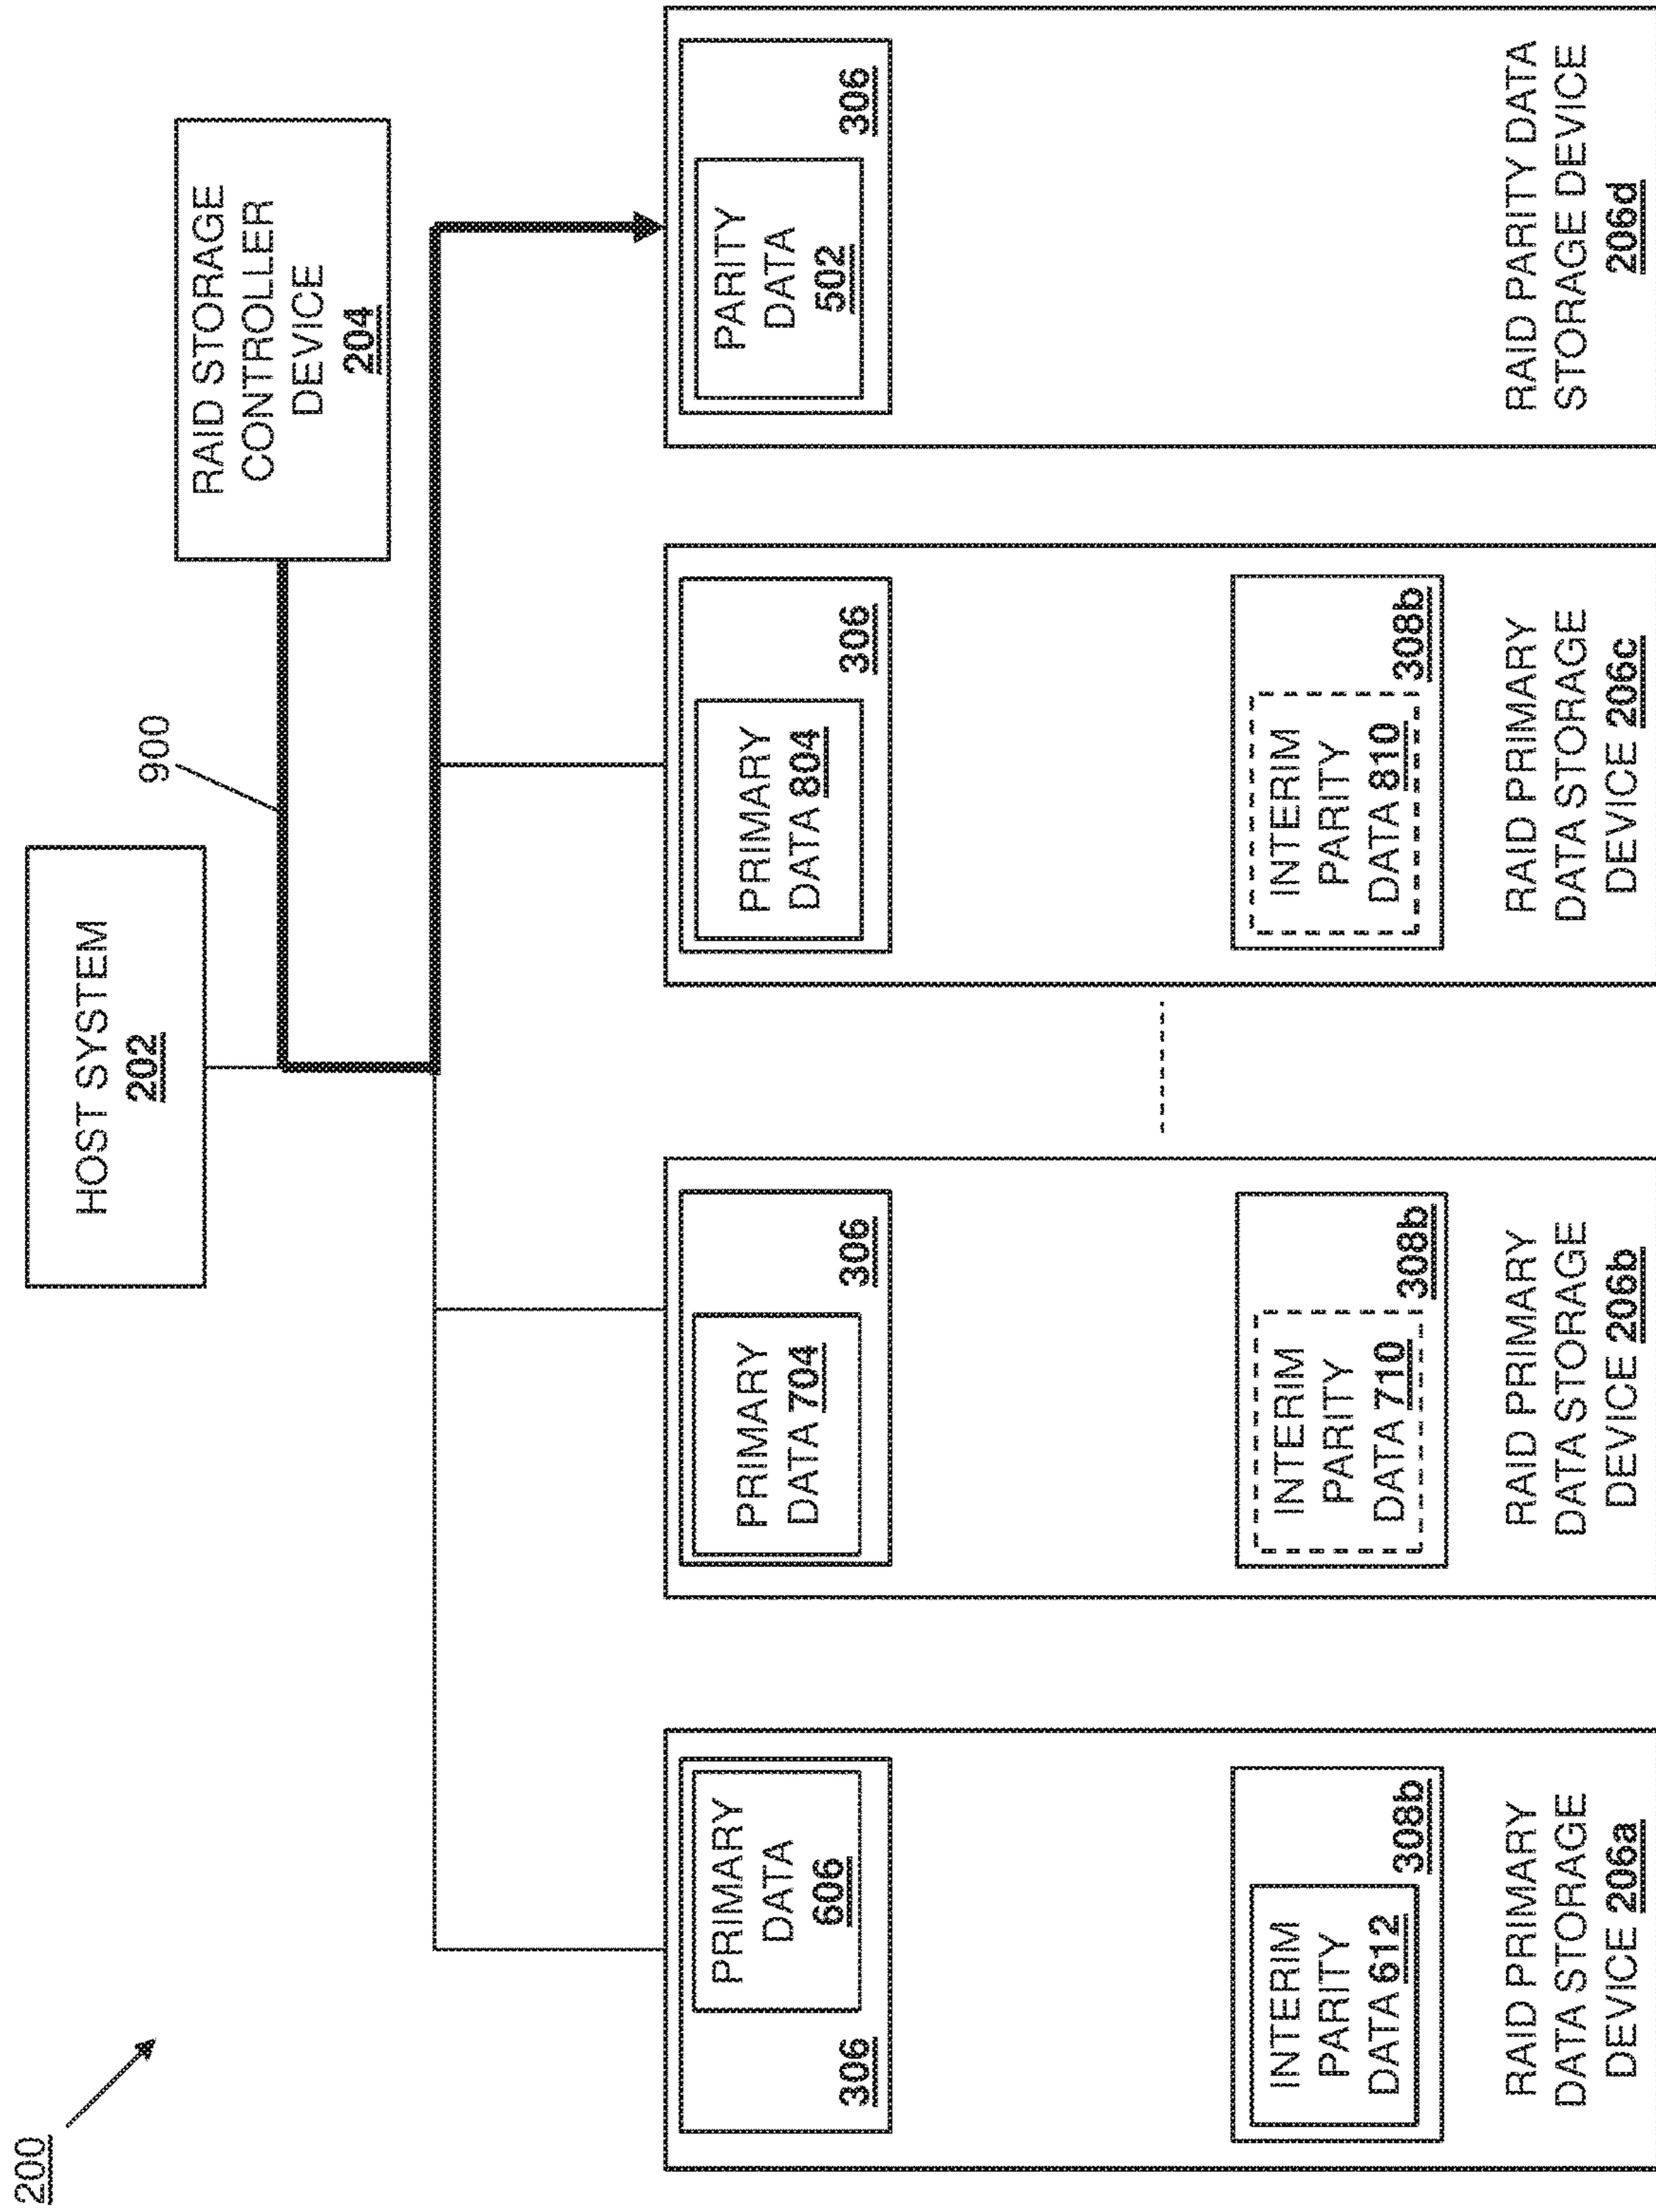 200
HOST SYSTEM
202
900
RAID STORAGE
CONTROLLER
DEVICE
204
PRIMARY
DATA
606
306
INTERIM
PARITY
DATA 612
308b
RAID PRIMARY
DATA STORAGE
DEVICE 206a
PRIMARY
DATA 704
306
INTERIM
PARITY
DATA 710
308b
RAID PRIMARY
DATA STORAGE
DEVICE 206b
PRIMARY
DATA 804
306
INTERIM
PARITY
DATA 810
308b
RAID PRIMARY
DATA STORAGE
DEVICE 206c
PARITY
DATA
502
306
RAID PARITY DATA
STORAGE DEVICE
206d